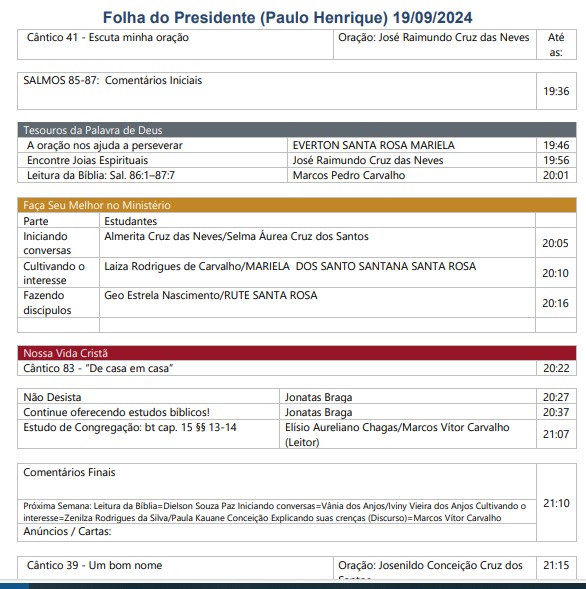 Folha do Presidente (Paulo Henrique) 19/09/2024
Cântico 41 - Escuta minha oração Oração: José Raimundo Cruz das Neves Até
as:
SALMOS 85-87: Comentários Iniciais 19:36
Tesouros da Palavra de Deus
A oração nos ajuda a perseverar EVERTON SANTA ROSA MARIELA 19:46
Encontre Joias Espirituais José Raimundo Cruz das Neves 19:56
Leitura da Bíblia: Sal. 86:1–87:7 Marcos Pedro Carvalho 20:01
Faça Seu Melhor no Ministério
Parte Estudantes
Iniciando Almerita Cruz das Neves/Selma Áurea Cruz dos Santos 20:05
conversas
Cultivando o Laiza Rodrigues de Carvalho/MARIELA DOS SANTO SANTANA SANTA ROSA 20:10
interesse
Fazendo Geo Estrela Nascimento/RUTE SANTA ROSA 20:16
discípulos
Nossa Vida Cristã
Cântico 83 - “De casa em casa” 20:22
Não Desista Jonatas Braga 20:27
Continue oferecendo estudos bíblicos! Jonatas Braga 20:37
Estudo de Congregação: bt cap. 15 §§ 13-14 Elísio Aureliano Chagas/Marcos Vítor Carvalho 21:07
(Leitor)
Comentários Finais 21:10
Próxima Semana: Leitura da Bíblia=Dielson Souza Paz Iniciando conversas=Vânia dos Anjos/Iviny Vieira dos Anjos Cultivando o
interesse=Zenilza Rodrigues da Silva/Paula Kauane Conceição Explicando suas crenças (Discurso)=Marcos Vítor Carvalho
Anúncios / Cartas:
Cântico 39 - Um bom nome Oração: Josenildo Conceição Cruz dos 21:15